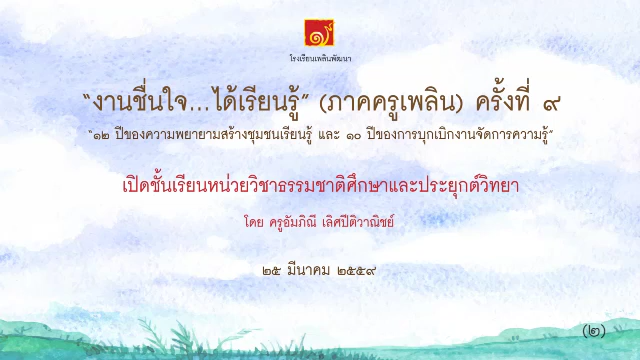 ๑
โรงเรียนเพลินพัฒนา
“งานชื่นใจ...ได้เรียนรู้” (ภาคครูเพลิน) ครั้งที่ ๙
“๑๒ ปีของความพยายามสร้างชุมชนเรียนรู้ และ ๑๐ ปีของการบุกเบิกงานจัดการความรู้”
เปิดชั้นเรียนหน่วยวิชาธรรมชาติศึกษาและประยุกต์วิทยา
โดย ครูอัมภิณี เลิศปีติวาณิชย์
๒๕ มีนาคม ๒๕๕๙
(๒)